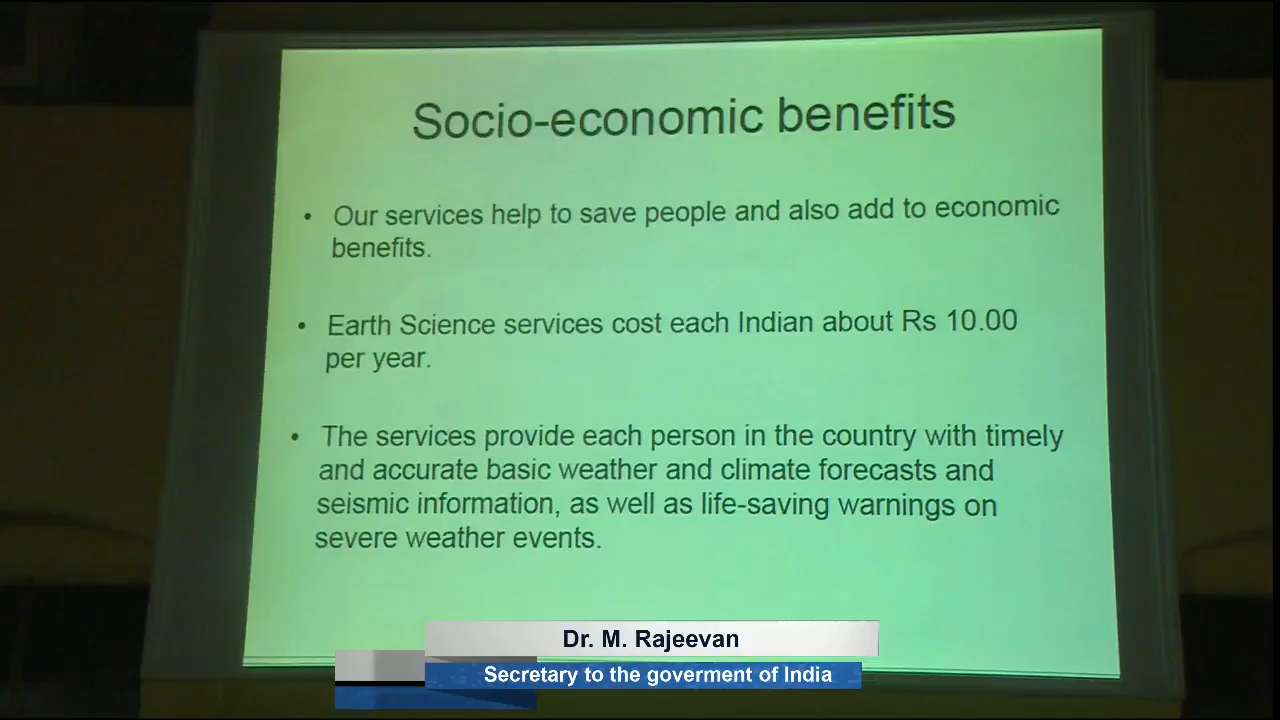 Socio-economic benefits
• Our services help to save people and also add to economic
benefits.
• Earth Science services cost each Indian about Rs 10.00
per year.
• The services provide each person in the country with timely
and accurate basic weather and climate forecasts and
seismic information, as well as life-saving warnings on
severe weather events.
Dr. M. Rajeevan
Secretary to the goverment of India